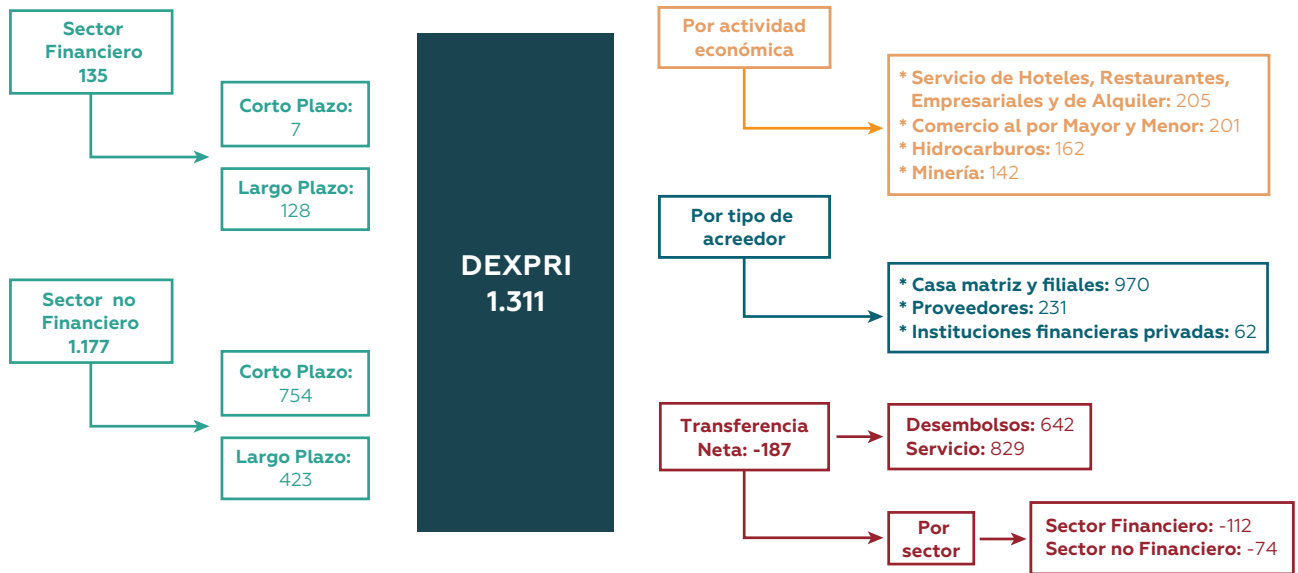 Sector
Financiero
135
Corto Plazo:
7
Largo Plazo:
128
Sector no
Financiero
1.177
Corto Plazo:
754
Largo Plazo:
423
DEXPRI
1.311
Por actividad
económica
* Servicio de Hoteles, Restaurantes,
Empresariales y de Alquiler: 205
* Comercio al por Mayor y Menor: 201
* Hidrocarburos: 162
* Minería: 142
Por tipo de
acreedor
* Casa matriz y filiales: 970
* Proveedores: 231
* Instituciones financieras privadas: 62
Transferencia
Neta: -187
Desembolsos: 642
Servicio: 829
Por
sector
Sector Financiero: -112
Sector no Financiero: -74